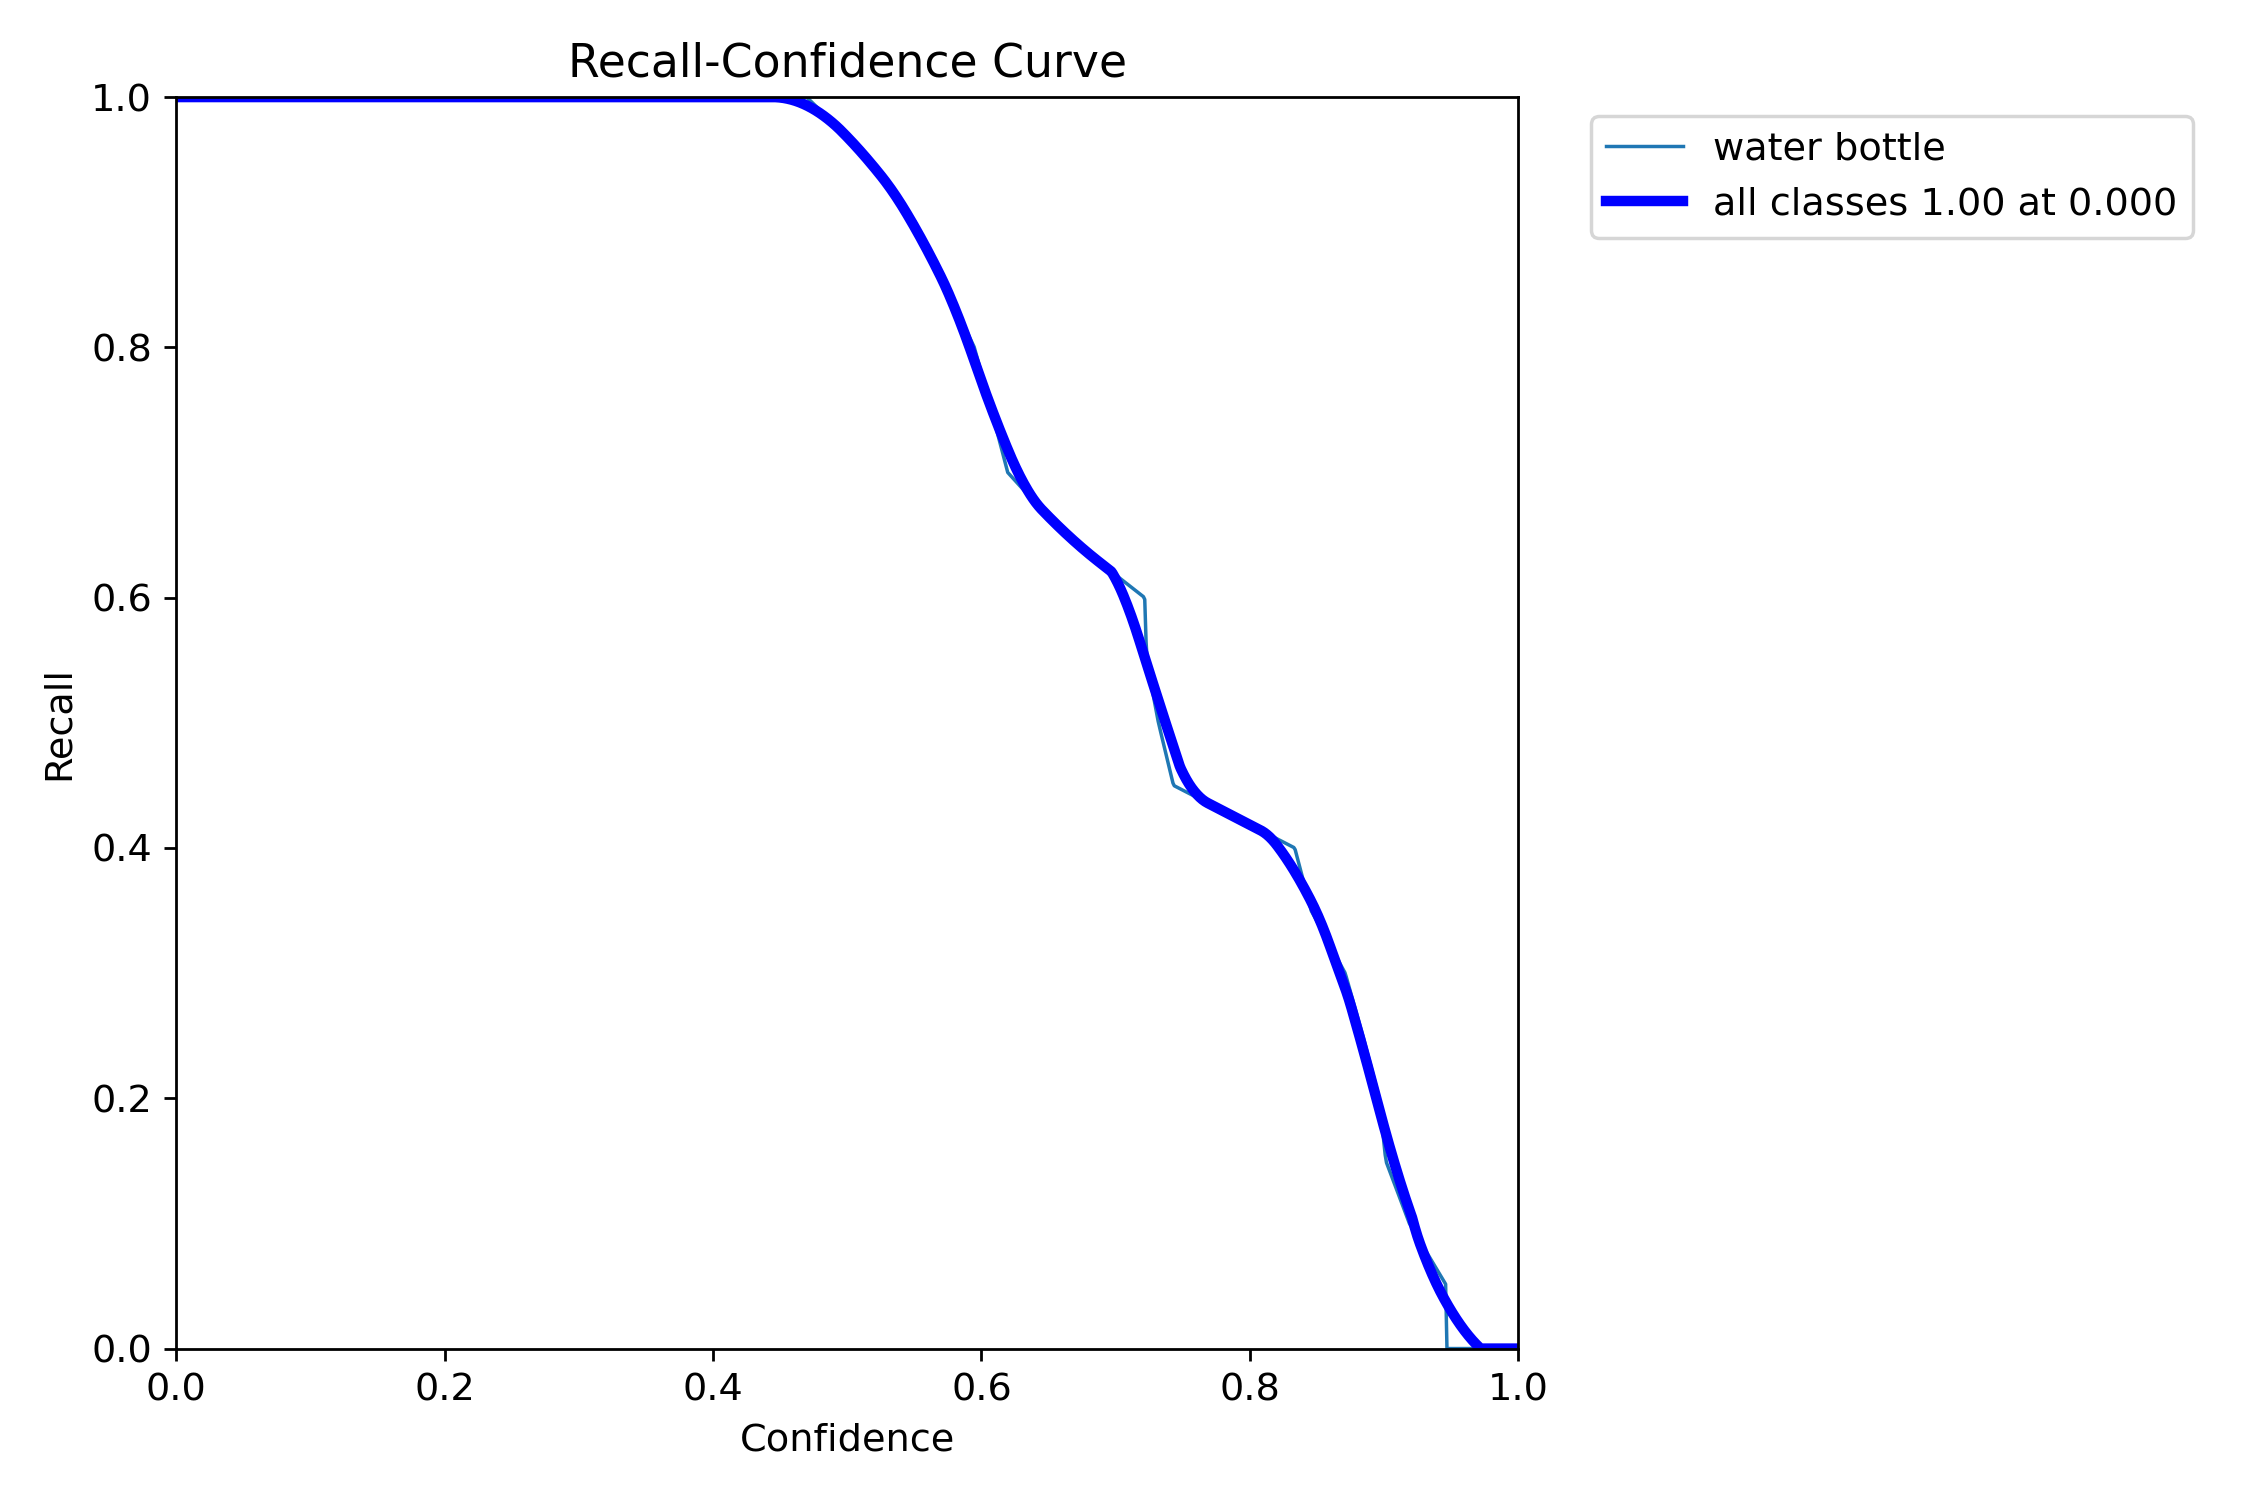 Recall-Confidence Curve
1.0
0.8
0.6
0.4
0.2
0.0
Recall
0.0 0.2 0.4 0.6 0.8 1.0
Confidence
water bottle
all classes 1.00 at 0.000